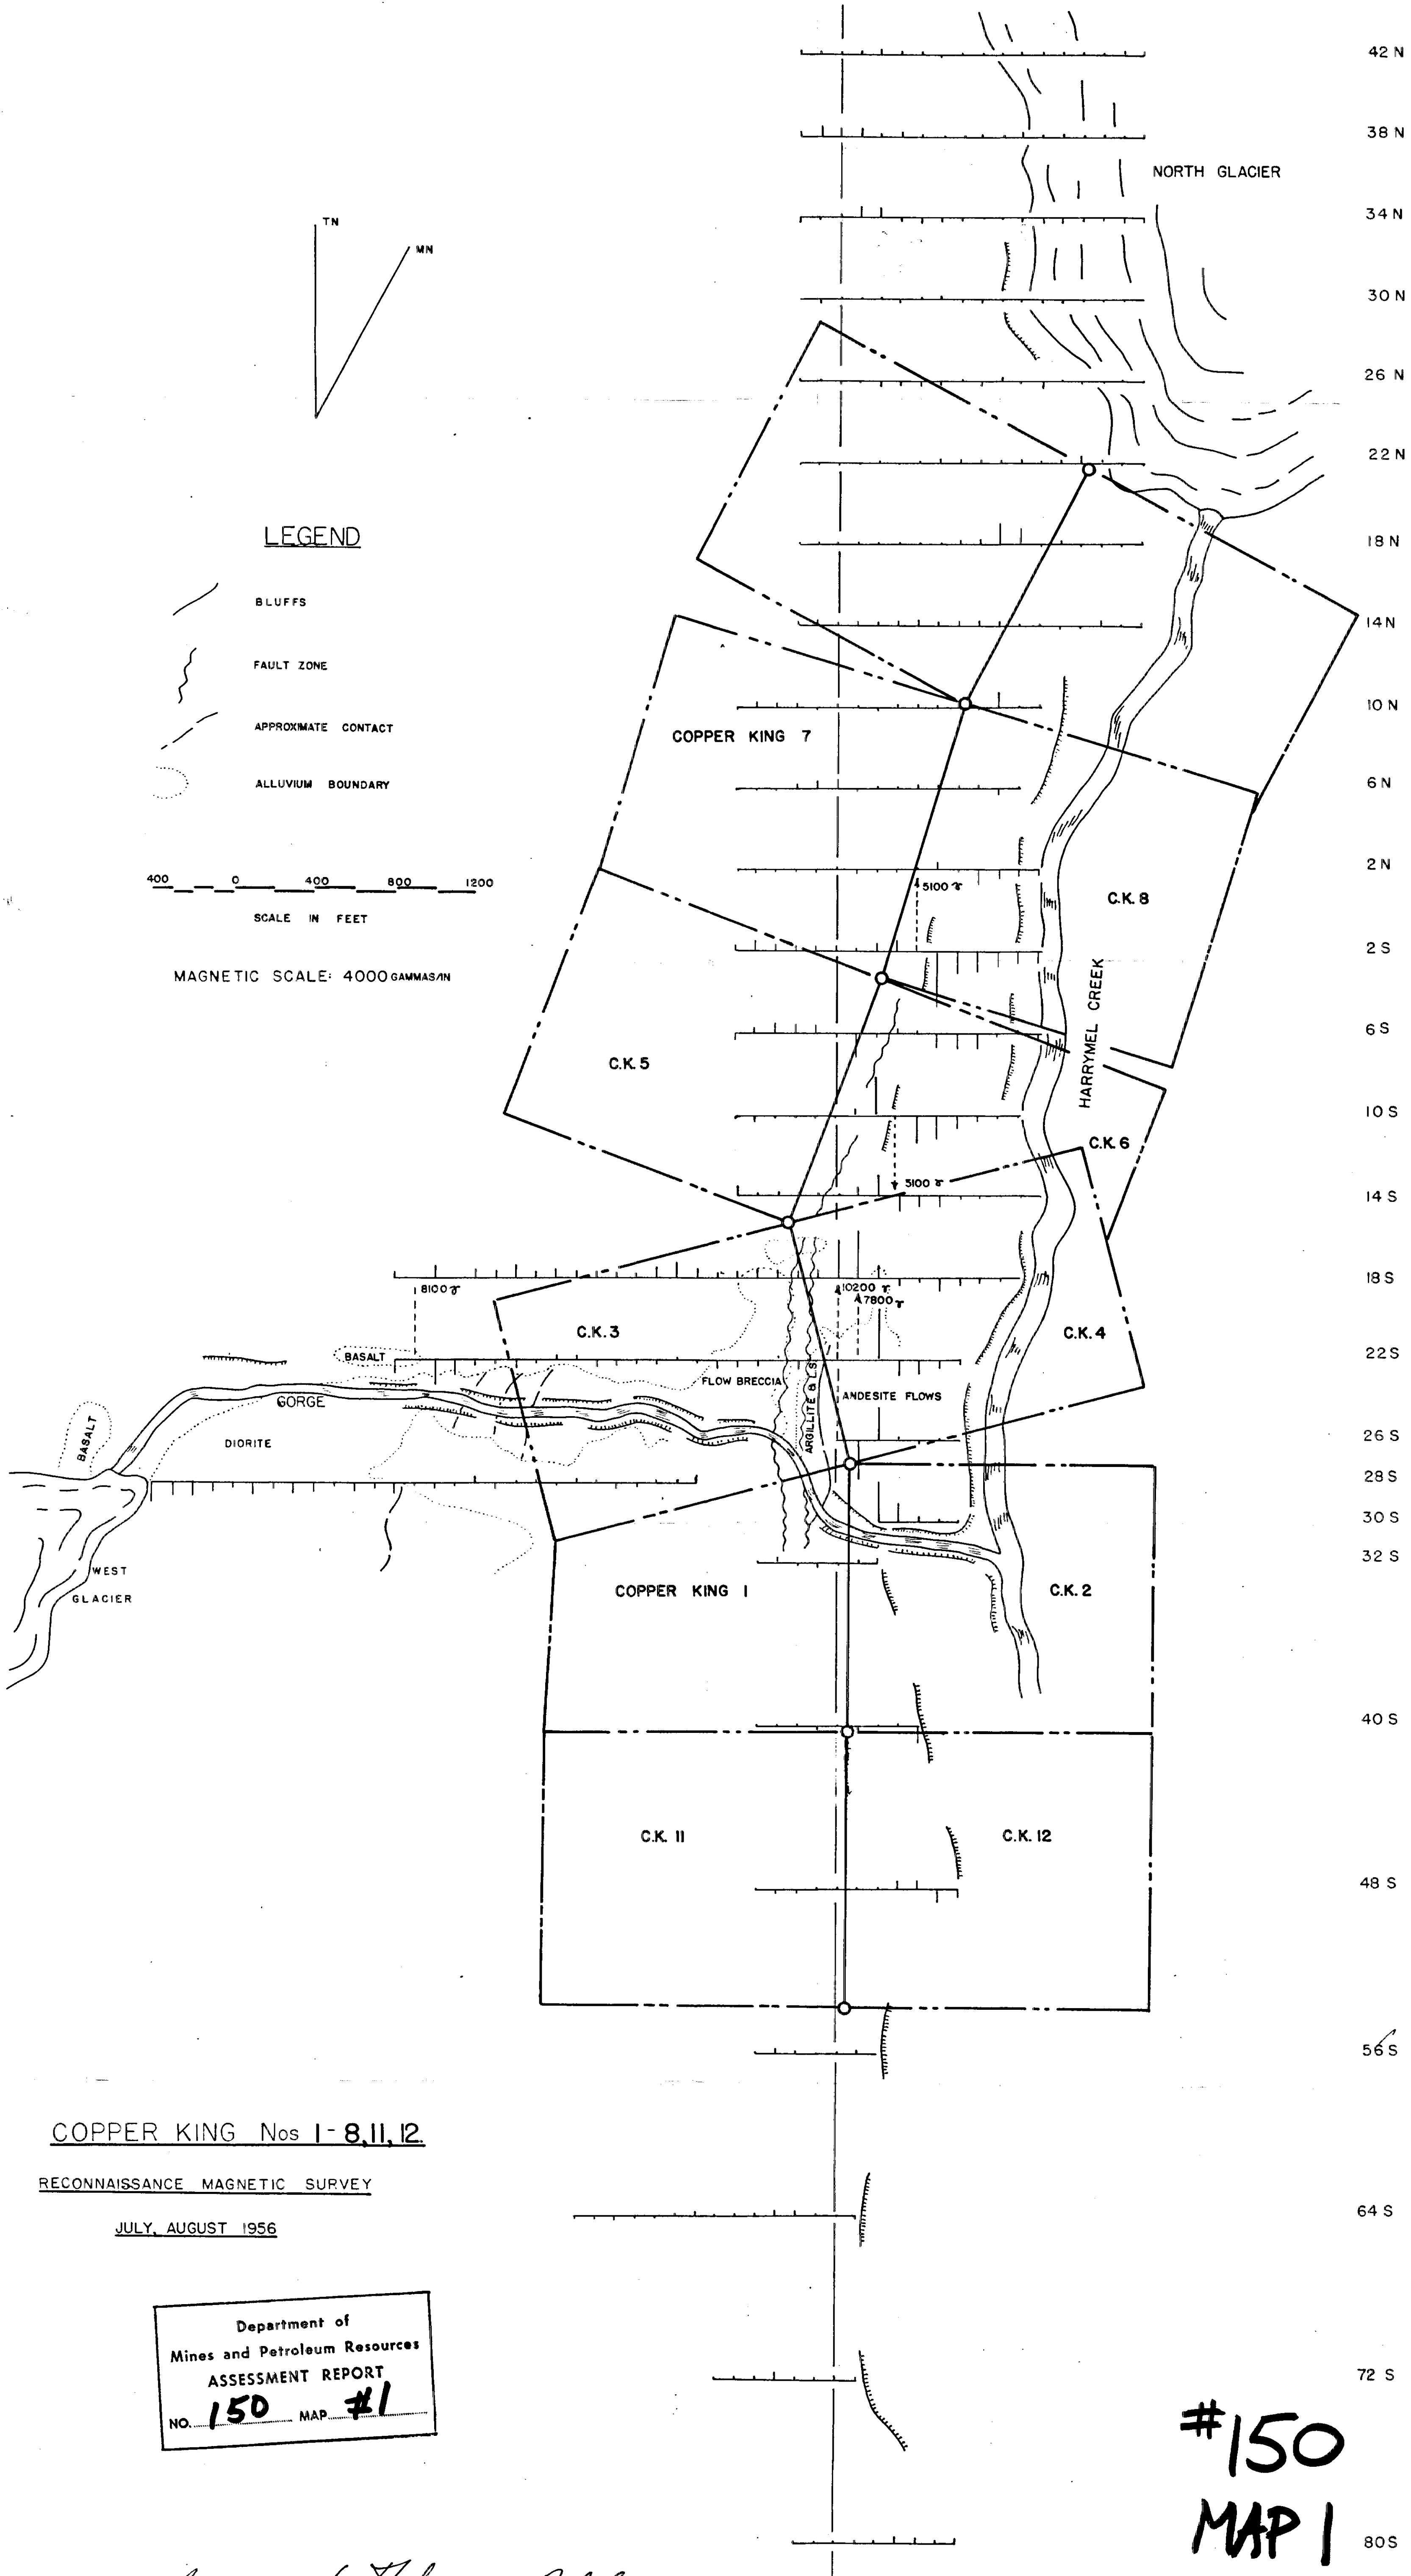 42 N
38 N
NORTH GLACIER
34 N
TN
MN
30 N
26 N
22 N
LEGEND
18 N
BLUFFS
14 N
FAULT ZONE
10 N
APPROXIMATE CONTACT
COPPER KING 7
ALLUVIUM BOUNDARY
6 N
2 N
400 0 400 800 1200
5100 γ
C.K. 8
SCALE IN FEET
2 S
MAGNETIC SCALE: 4000 GAMMAS/IN
HARRYMEL CREEK
6 S
C.K. 5
10 S
C.K. 6
5100 γ
14 S
18 S
8100 γ
10200 γ
7800 γ
C.K. 3
C.K. 4
22 S
BASALT
FLOW BRECCIA
ARGILLITE & LS
ANDESITE FLOWS
GORGE
BASALT
DIORITE
26 S
28 S
30 S
32 S
WEST
GLACIER
COPPER KING 1
C.K. 2
40 S
C.K. 11
C.K. 12
48 S
56 S
COPPER KING Nos 1-8, 11, 12.
RECONNAISSANCE MAGNETIC SURVEY
JULY, AUGUST 1956
64 S
Department of
Mines and Petroleum Resources
ASSESSMENT REPORT
NO. 150 MAP #1
72 S
#150
MAP 1
80 S